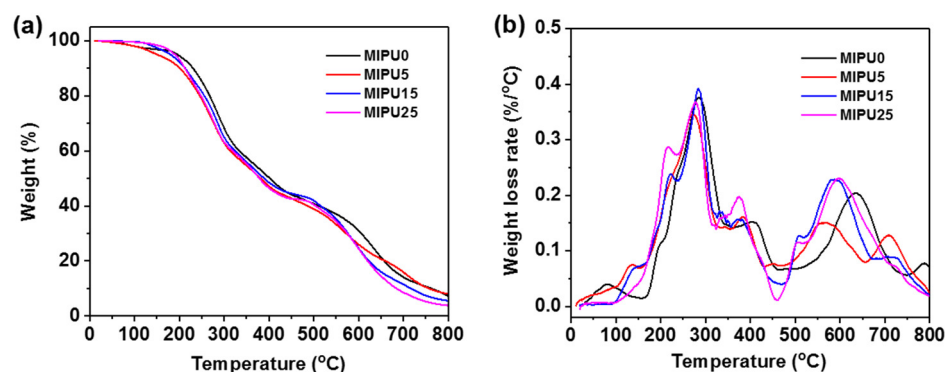 (a)
100
80
60
40
20
0
Weight (%)
MIPU0
MIPU5
MIPU15
MIPU25
0 100 200 300 400 500 600 700 800
Temperature (°C)
(b)
0.5
0.4
0.3
0.2
0.1
0.0
Weight loss rate (%/°C)
MIPU0
MIPU5
MIPU15
MIPU25
0 100 200 300 400 500 600 700 800
Temperature (°C)